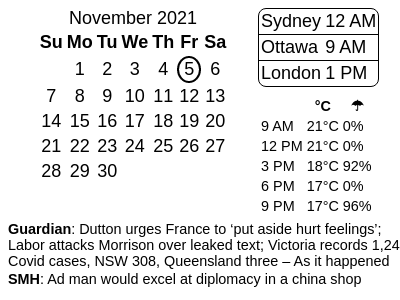 November 2021
Su Mo Tu We Th Fr Sa
1 2 3 4 5 6
7 8 9 10 11 12 13
14 15 16 17 18 19 20
21 22 23 24 25 26 27
28 29 30
Sydney 12 AM
Ottawa 9 AM
London 1 PM
°C ☂
9 AM 21°C 0%
12 PM 21°C 0%
3 PM 18°C 92%
6 PM 17°C 0%
9 PM 17°C 96%
Guardian: Dutton urges France to ‘put aside hurt feelings’;
Labor attacks Morrison over leaked text; Victoria records 1,24
Covid cases, NSW 308, Queensland three – As it happened
SMH: Ad man would excel at diplomacy in a china shop